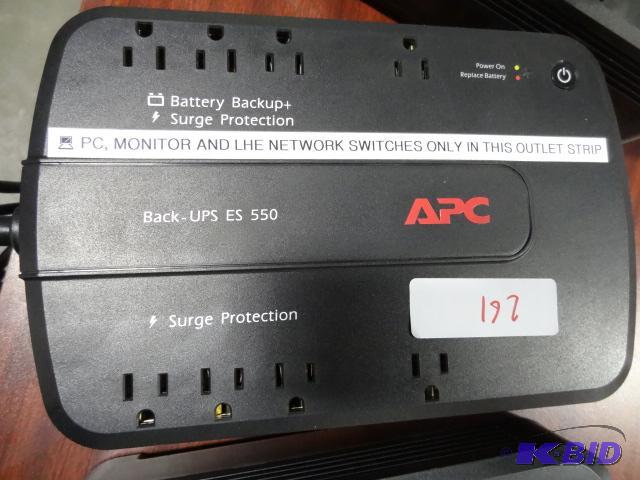 Power On
Replace Battery
Battery Backup+
Surge Protection
PC, MONITOR AND LHE NETWORK SWITCHES ONLY IN THIS OUTLET STRIP
Back-UPS ES 550
APC
Surge Protection
K-BID